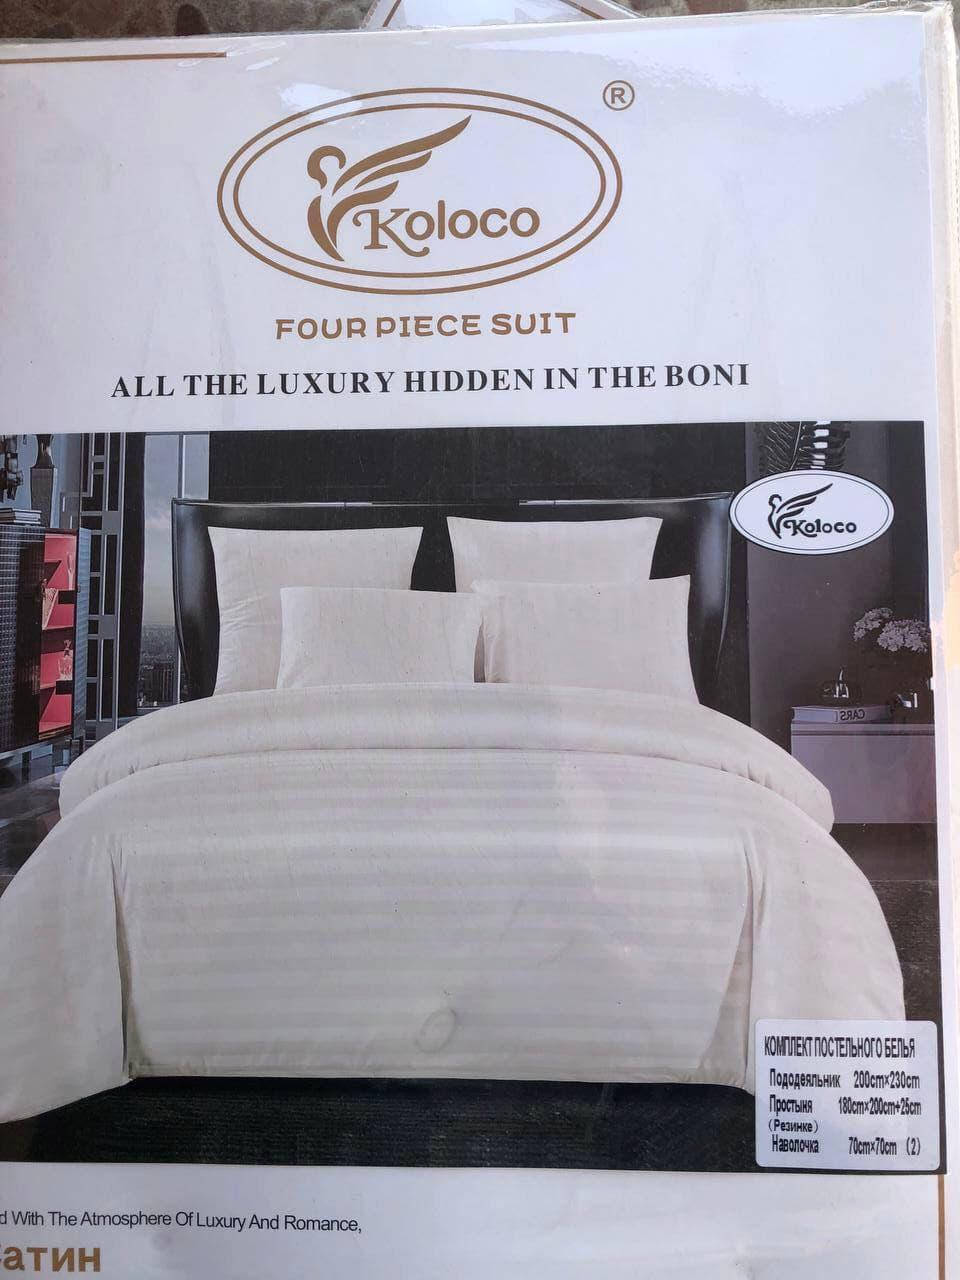 ®
Koloco
FOUR PIECE SUIT
ALL THE LUXURY HIDDEN IN THE BONI
Koloco
CARS
КОМПЛЕКТ ПОСТЕЛЬНОГО БЕЛЬЯ
Пододеяльник 200cm×230cm
Простыня 180cm×200cm+25cm
(Резинке)
Наволочка 70cm×70cm (2)
With The Atmosphere Of Luxury And Romance,
атин